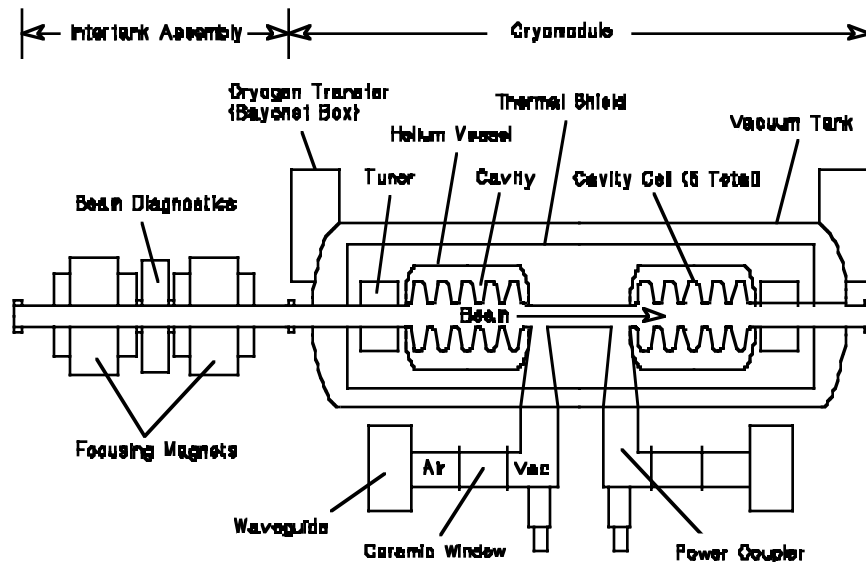 Intertank Assembly
Cryomodule
Cryogen Transfer
(Bayonet Box)
Thermal Shield
Helium Vessel
Vacuum Tank
Tuner
Cavity
Cavity Cell (5 Total)
Beam Diagnostics
Beam
Focusing Magnets
Air
Vac
Waveguide
Ceramic Window
Power Coupler